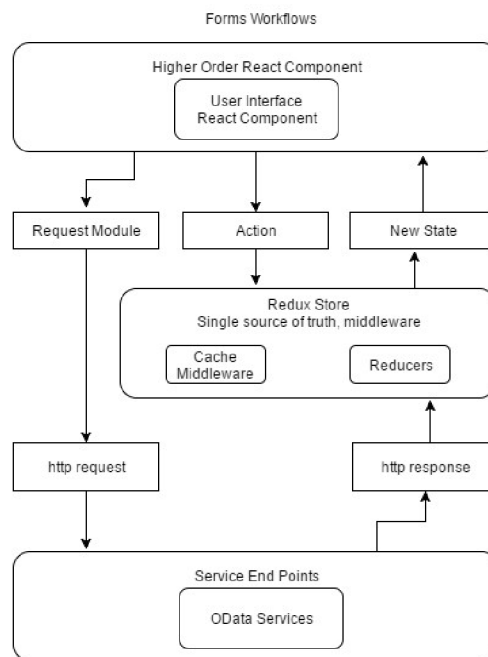 Forms Workflows
Higher Order React Component
User Interface
React Component
Request Module
Action
New State
Redux Store
Single source of truth, middleware
Cache
Middleware
Reducers
http request
http response
Service End Points
OData Services